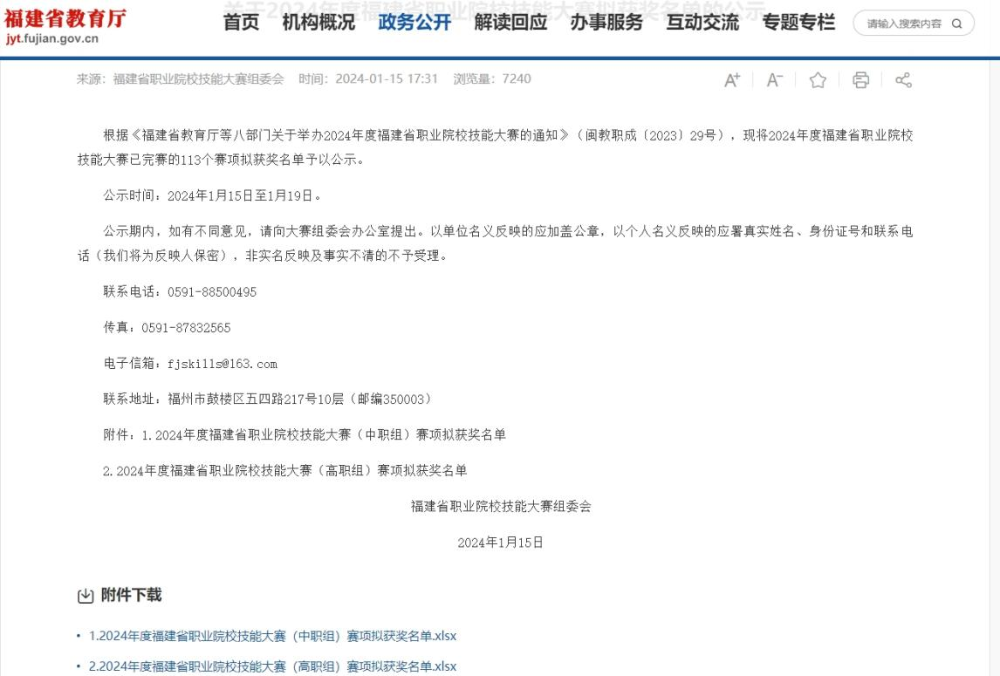 福建省教育厅
jyt.fujian.gov.cn
关于2024年度福建省职业院校技能大赛拟获奖名单的公示
首页 机构概况 政务公开 解读回应 办事服务 互动交流 专题专栏
请输入搜索内容
来源：福建省职业院校技能大赛组委会 时间：2024-01-15 17:31 浏览量：7240
A+ A-
根据《福建省教育厅等八部门关于举办2024年度福建省职业院校技能大赛的通知》（闽教职成〔2023〕29号），现将2024年度福建省职业院校
技能大赛已完赛的113个赛项拟获奖名单予以公示。
公示时间：2024年1月15日至1月19日。
公示期内，如有不同意见，请向大赛组委会办公室提出。以单位名义反映的应加盖公章，以个人名义反映的应署真实姓名、身份证号和联系电
话（我们将为反映人保密），非实名反映及事实不清的不予受理。
联系电话：0591-88500495
传真：0591-87832565
电子信箱：fjskills@163.com
联系地址：福州市鼓楼区五四路217号10层（邮编350003）
附件：1.2024年度福建省职业院校技能大赛（中职组）赛项拟获奖名单
2.2024年度福建省职业院校技能大赛（高职组）赛项拟获奖名单
福建省职业院校技能大赛组委会
2024年1月15日
附件下载
• 1.2024年度福建省职业院校技能大赛（中职组）赛项拟获奖名单.xlsx
• 2.2024年度福建省职业院校技能大赛（高职组）赛项拟获奖名单.xlsx